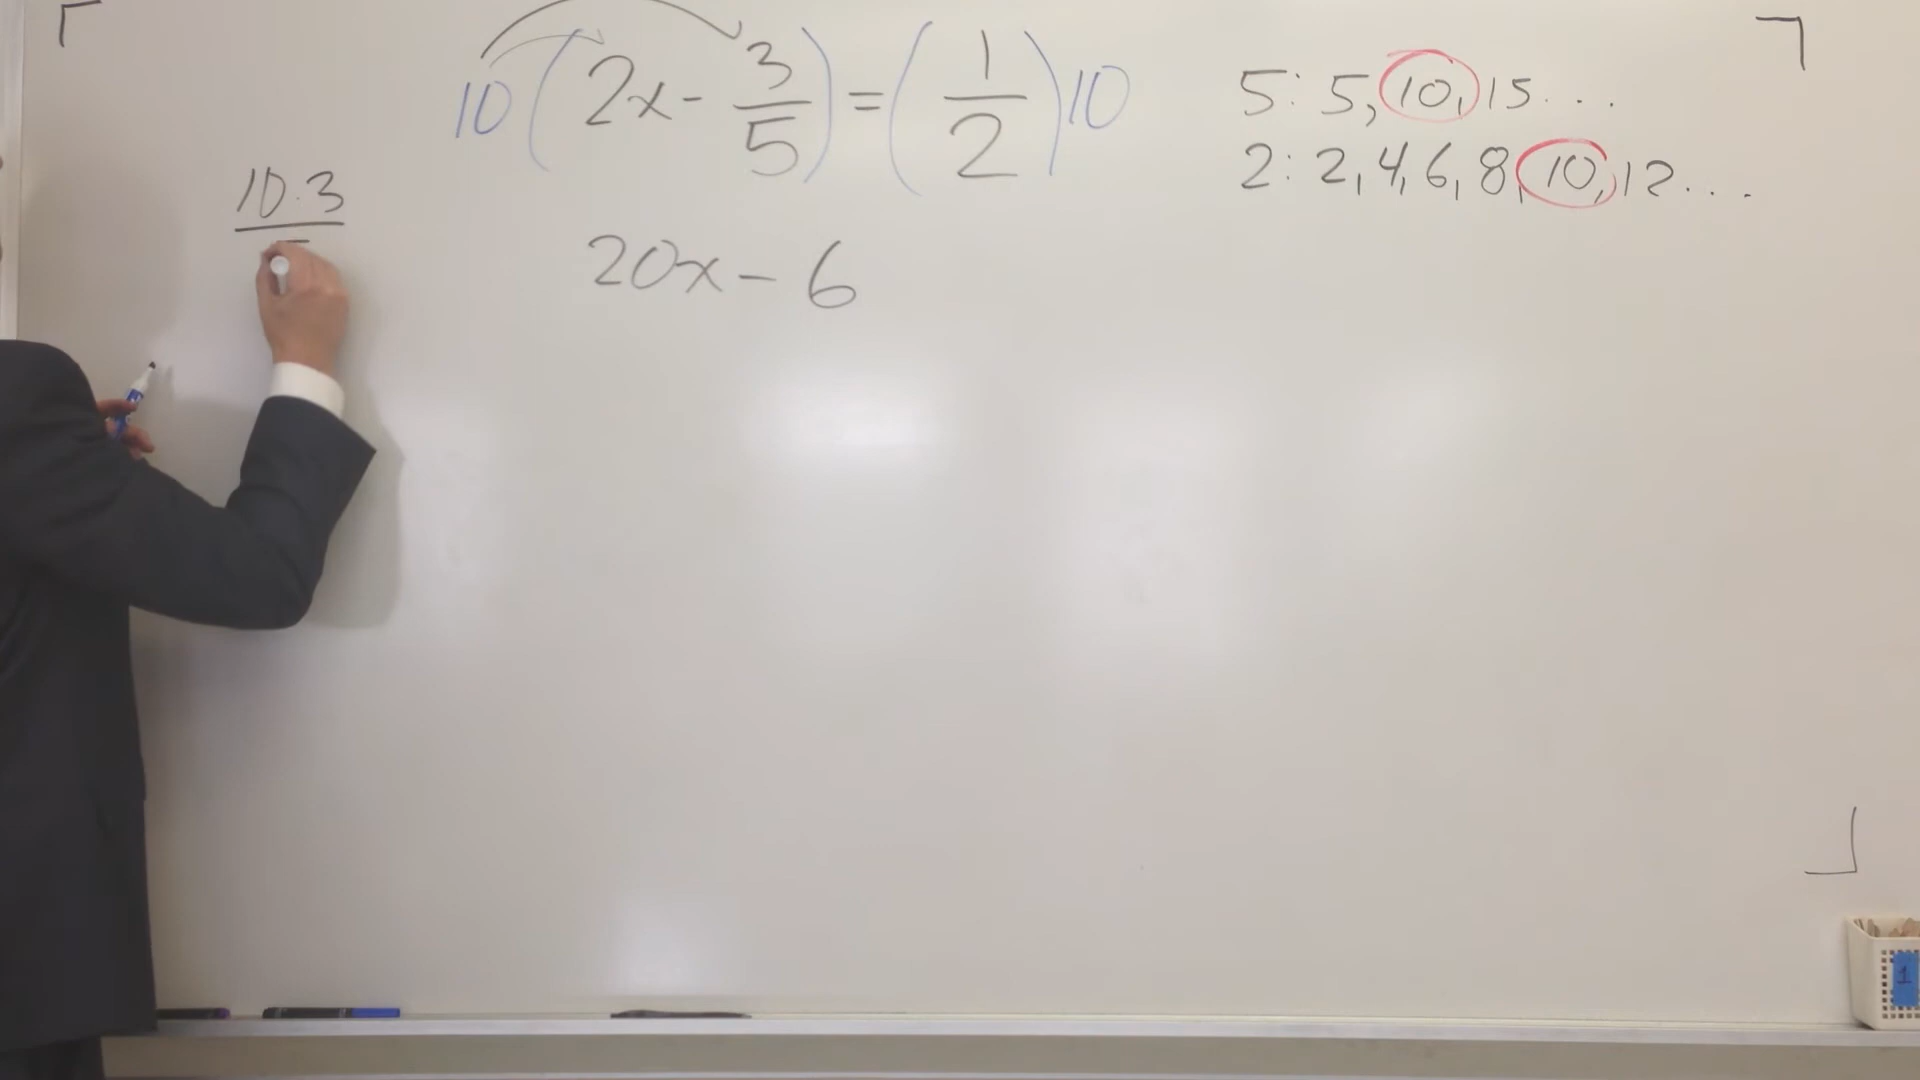 10(2x - 3/5) = (1/2)10
5: 5, 10, 15...
2: 2, 4, 6, 8, 10, 12...
10.3
20x - 6
1